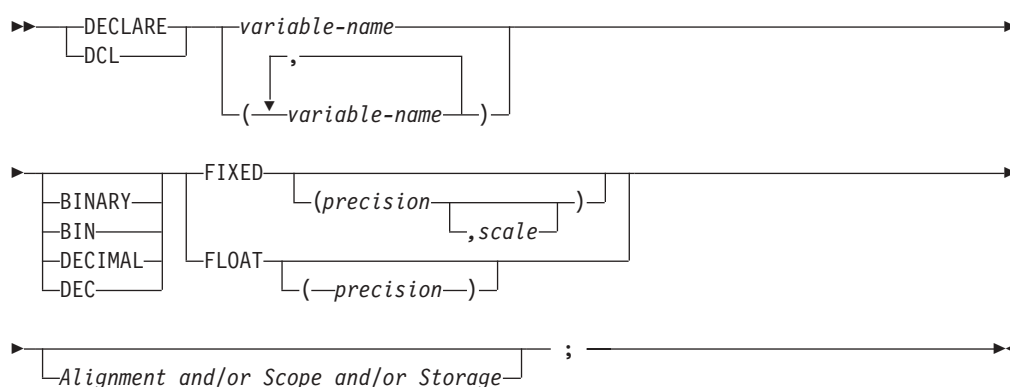 DECLARE variable-name
DCL ,
( variable-name )
FIXED
BINARY (precision )
BIN ,scale
DECIMAL FLOAT
DEC ( precision )
;
Alignment and/or Scope and/or Storage